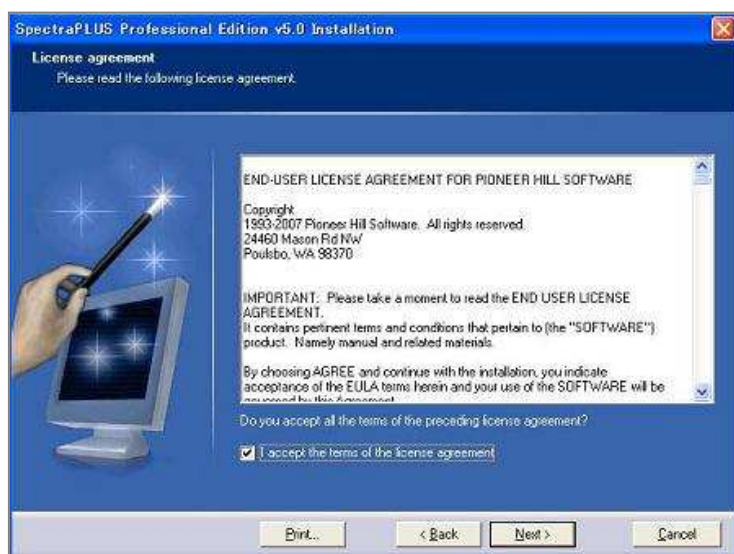 SpectraPLUS Professional Edition v5.0 Installation
License agreement
Please read the following license agreement.
END-USER LICENSE AGREEMENT FOR PIONEER HILL SOFTWARE
Copyright
1993-2007 Pioneer Hill Software. All rights reserved.
24460 Mason Rd NW
Poulsbo, WA 98370
IMPORTANT: Please take a moment to read the END USER LICENSE
AGREEMENT.
It contains pertinent terms and conditions that pertain to (the "SOFTWARE")
product. Namely manual and related materials.
By choosing AGREE and continue with the installation, you indicate
acceptance of the EULA terms herein and your use of the SOFTWARE will be
governed by this Agreement
Do you accept all the terms of the preceding license agreement?
I accept the terms of the license agreement
Print...
< Back
Next >
Cancel